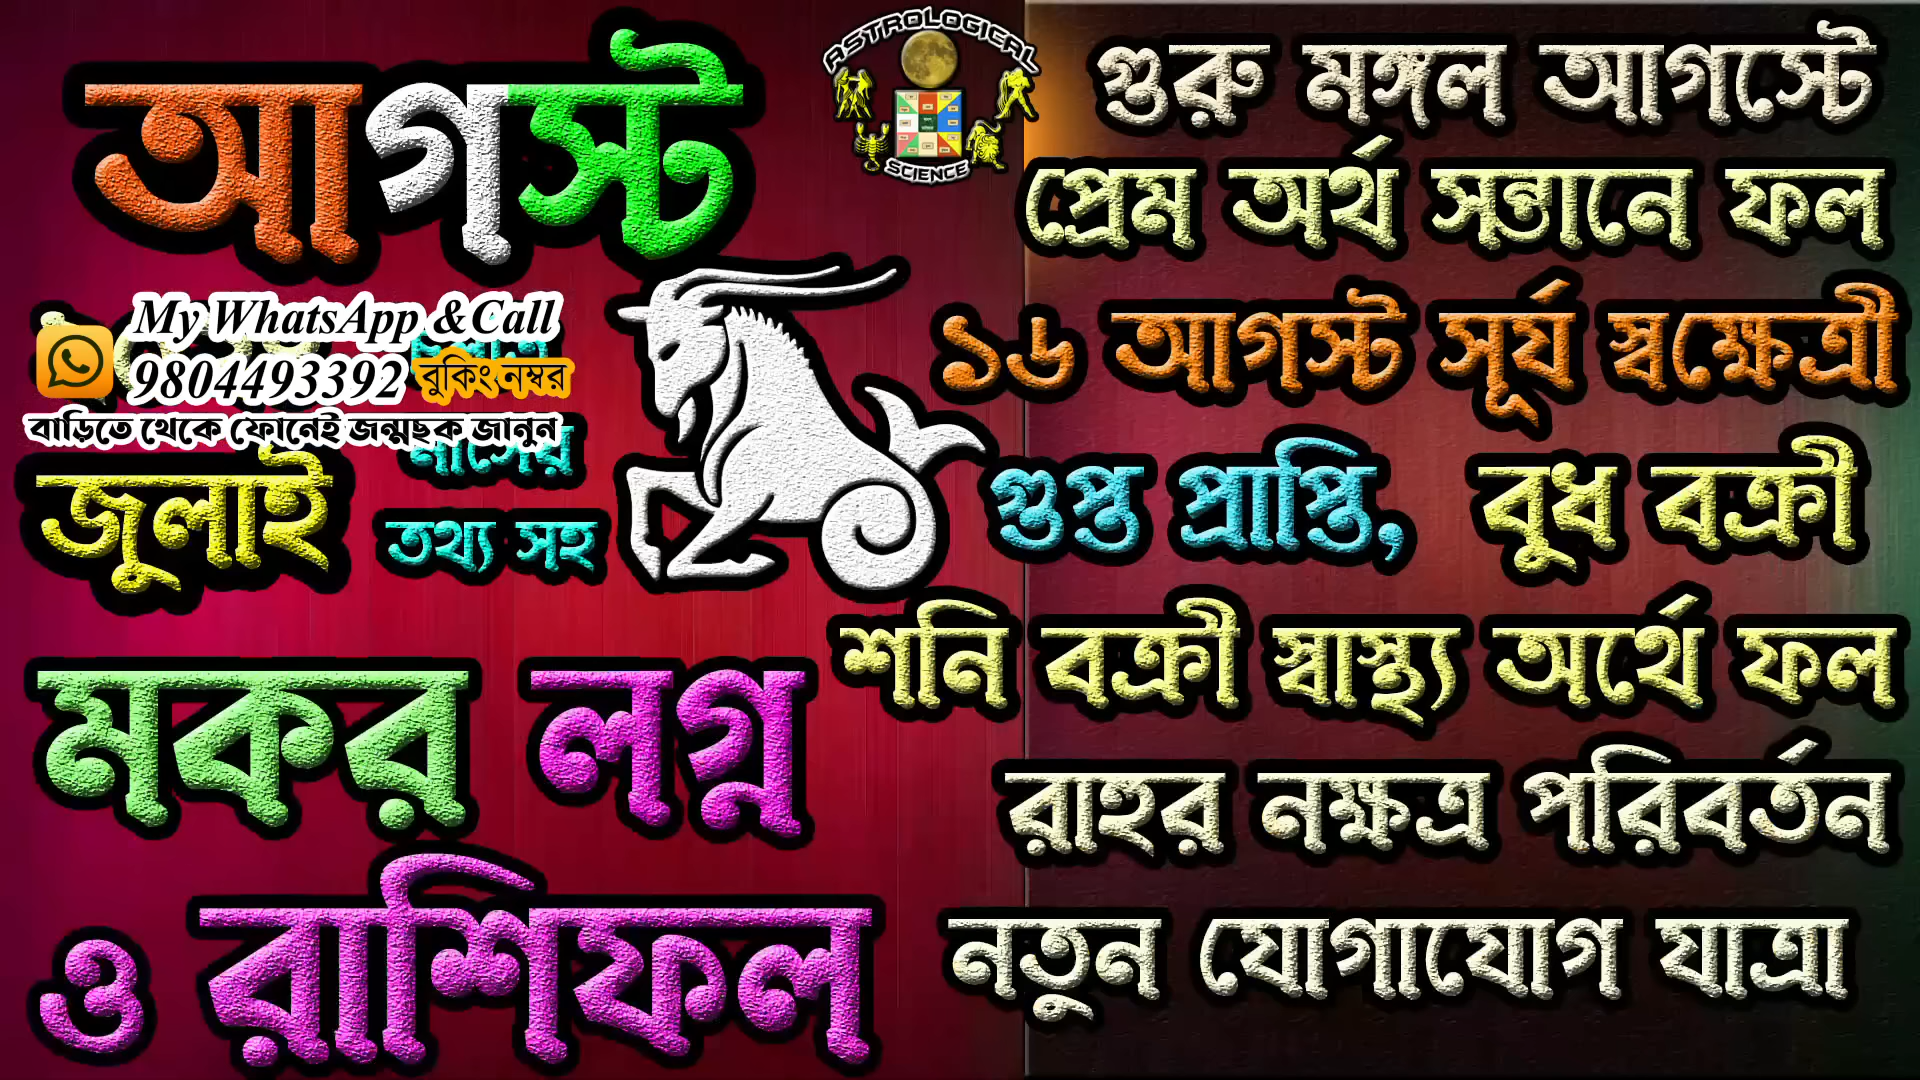 আগস্ট
ASTROLOGICAL
SCIENCE
My WhatsApp & Call
9804493392 বুকিং নম্বর
বাড়িতে থেকে ফোনেই জন্মছক জানুন
জুলাই
মাসের
তথ্য সহ
মকর লগ্ন
ও রাশিফল
গুরু মঙ্গল আগস্টে
প্রেম অর্থ সন্তানে ফল
১৬ আগস্ট সূর্য স্বক্ষেত্রী
গুপ্ত প্রাপ্তি, বুধ বক্রী
শনি বক্রী স্বাস্থ্য অর্থে ফল
রাহুর নক্ষত্র পরিবর্তন
নতুন যোগাযোগ যাত্রা